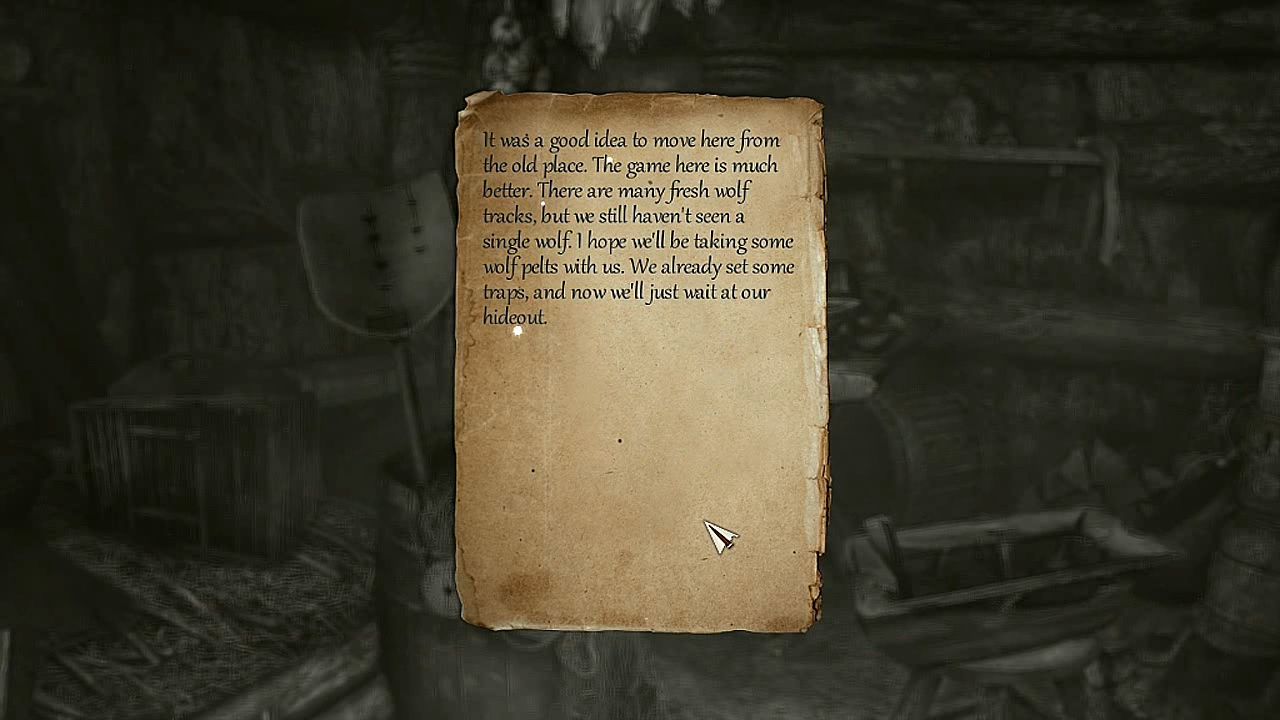 It was a good idea to move here from
the old place. The game here is much
better. There are many fresh wolf
tracks, but we still haven't seen a
single wolf. I hope we'll be taking some
wolf pelts with us. We already set some
traps, and now we'll just wait at our
hideout.